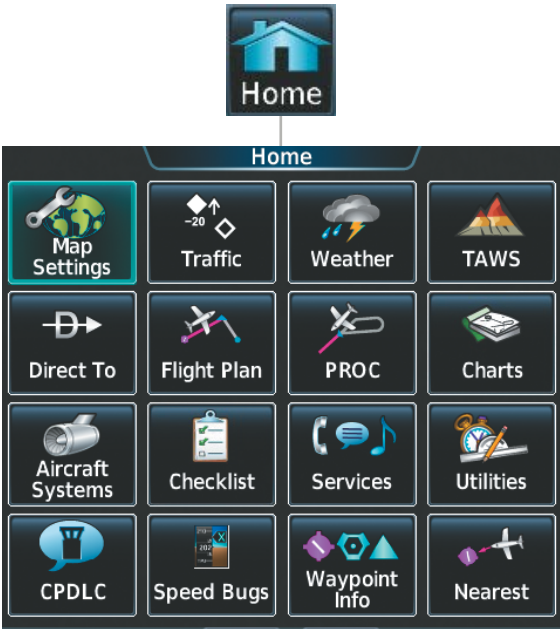 Home
Home
Map
Settings
-20
Traffic
Weather
TAWS
D
Direct To
Flight Plan
PROC
Charts
Aircraft
Systems
Checklist
Services
Utilities
CPDLC
202
X
Speed Bugs
Waypoint
Info
Nearest